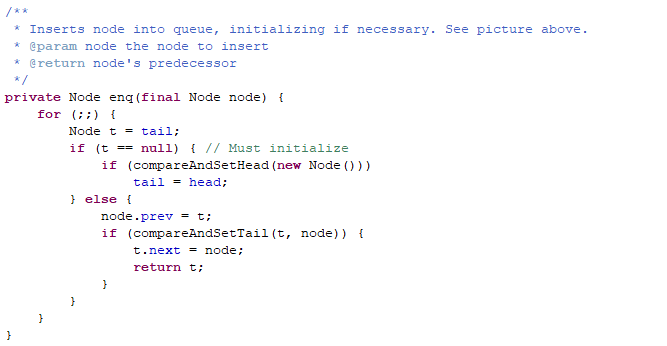 /**
 * Inserts node into queue, initializing if necessary. See picture above.
 * @param node the node to insert
 * @return node's predecessor
 */
private Node enq(final Node node) {
    for (;;) {
        Node t = tail;
        if (t == null) { // Must initialize
            if (compareAndSetHead(new Node()))
                tail = head;
        } else {
            node.prev = t;
            if (compareAndSetTail(t, node)) {
                t.next = node;
                return t;
            }
        }
    }
}